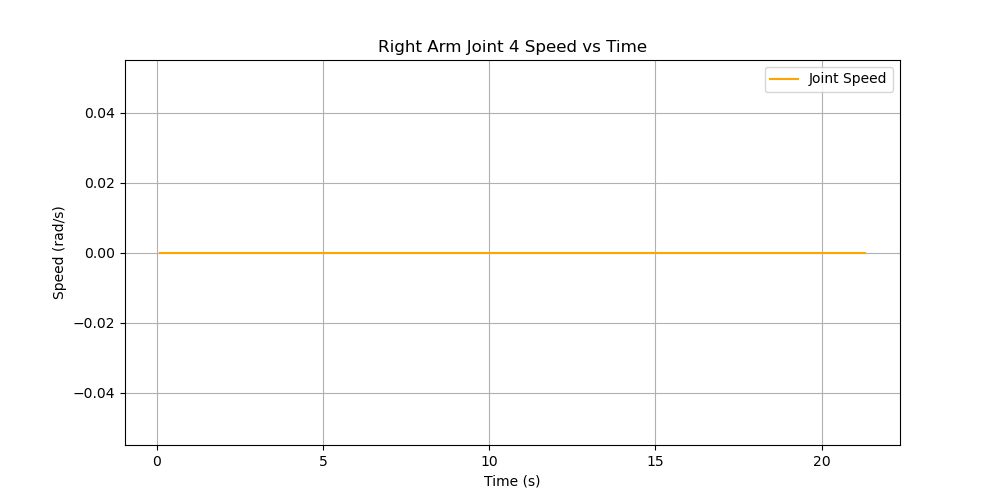 Right Arm Joint 4 Speed vs Time
Joint Speed
0.04
0.02
0.00
−0.02
−0.04
Speed (rad/s)
0 5 10 15 20
Time (s)